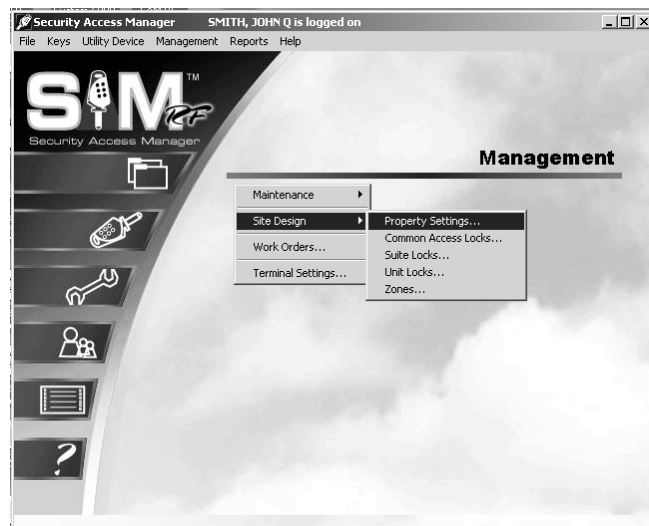 Security Access Manager SMITH, JOHN Q is logged on
File Keys Utility Device Management Reports Help
SAM TM
RF
Security Access Manager
Management
Maintenance
Site Design
Work Orders...
Terminal Settings...
Property Settings...
Common Access Locks...
Suite Locks...
Unit Locks...
Zones...
?